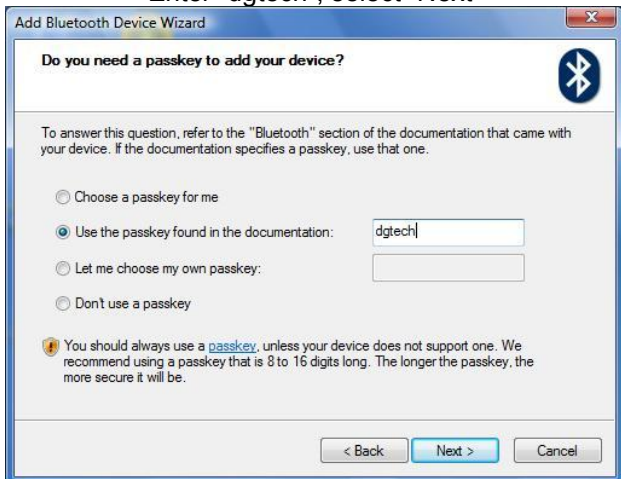 Enter "dgtech", select "Next"
Add Bluetooth Device Wizard
Do you need a passkey to add your device?
To answer this question, refer to the "Bluetooth" section of the documentation that came with
your device. If the documentation specifies a passkey, use that one.
Choose a passkey for me
Use the passkey found in the documentation: dgtech
Let me choose my own passkey:
Don't use a passkey
You should always use a passkey, unless your device does not support one. We
recommend using a passkey that is 8 to 16 digits long. The longer the passkey, the
more secure it will be.
< Back Next > Cancel